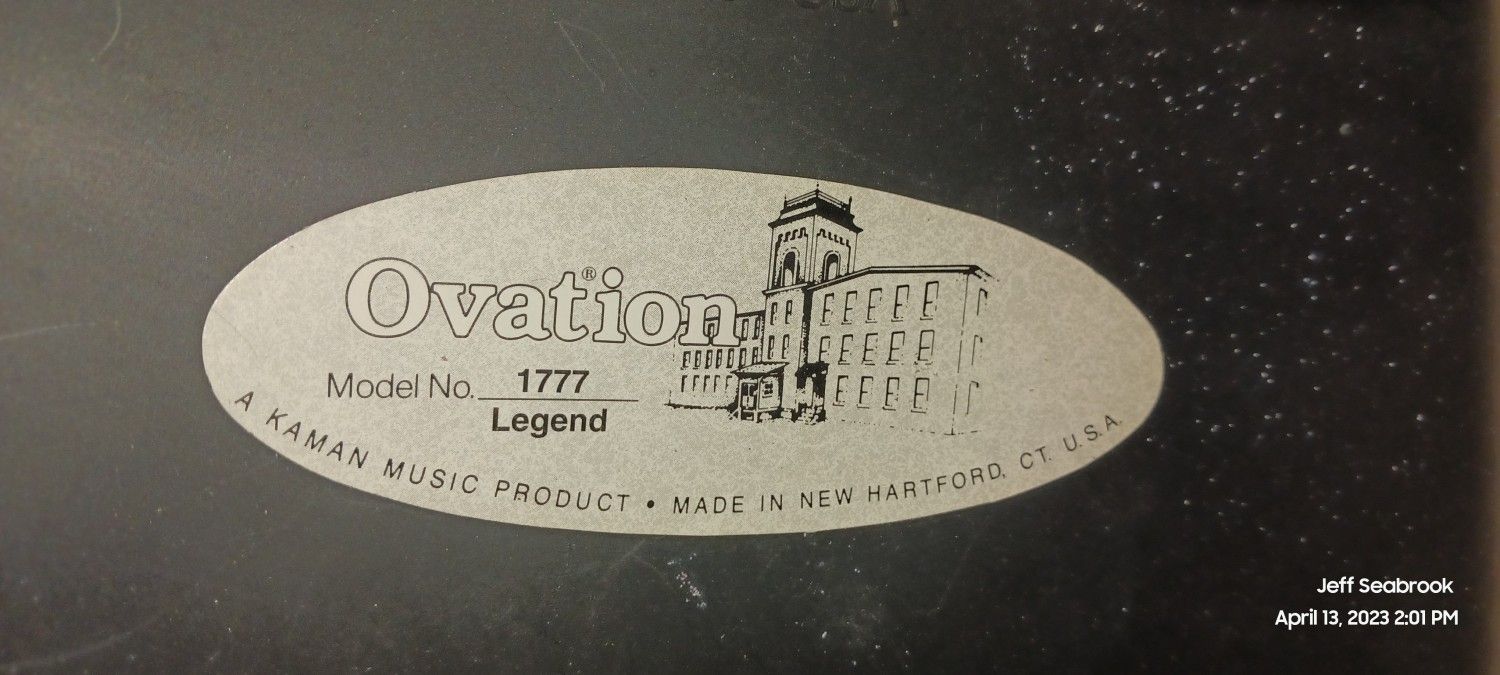 Ovation®
Model No. 1777
Legend
A KAMAN MUSIC PRODUCT • MADE IN NEW HARTFORD, CT. U.S.A.
Jeff Seabrook
April 13, 2023 2:01 PM